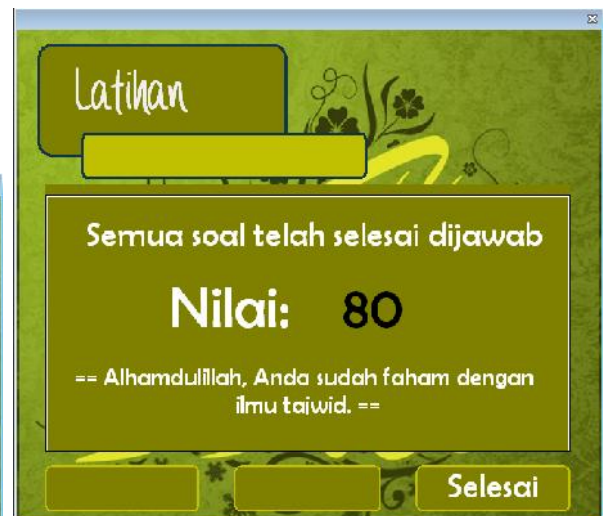 Latihan
Semua soal telah selesai dijawab
Nilai: 80
== Alhamdulillah, Anda sudah faham dengan
ilmu tajwid. ==
Selesai